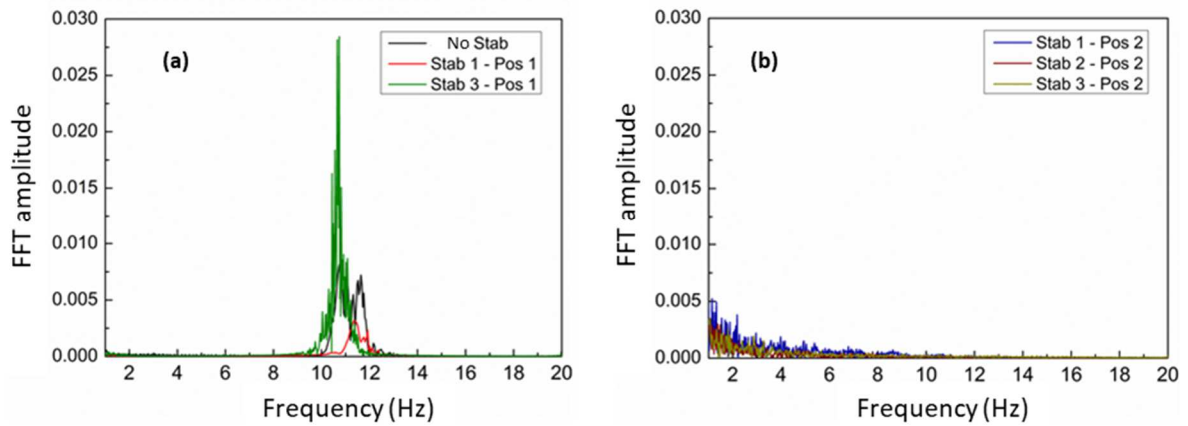 0.030
0.025
0.020
0.015
0.010
0.005
0.000
FFT amplitude
(a)
No Stab
Stab 1 - Pos 1
Stab 3 - Pos 1
2 4 6 8 10 12 14 16 18 20
Frequency (Hz)
0.030
0.025
0.020
0.015
0.010
0.005
0.000
FFT amplitude
(b)
Stab 1 - Pos 2
Stab 2 - Pos 2
Stab 3 - Pos 2
2 4 6 8 10 12 14 16 18 20
Frequency (Hz)